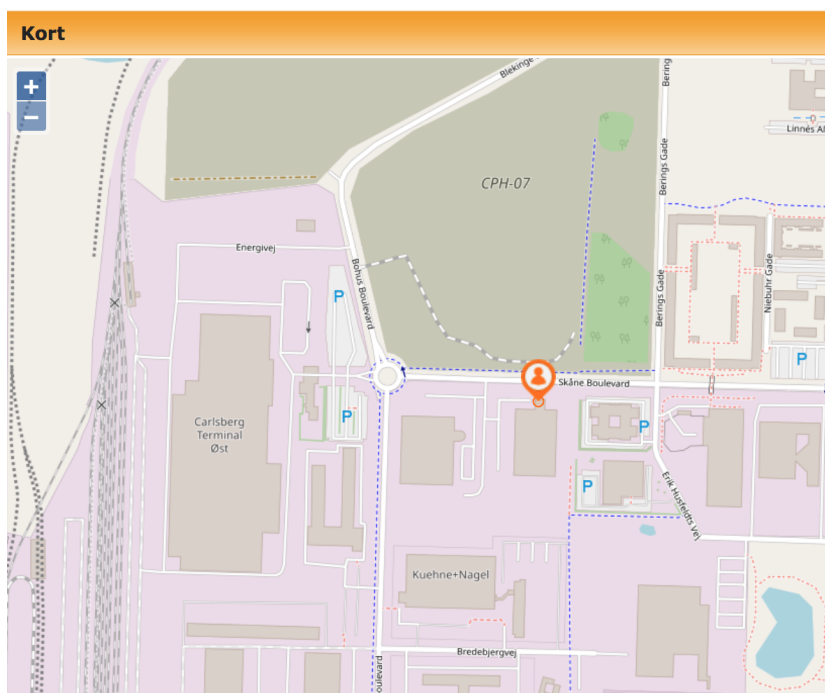 Kort
+
−
Blekinge
Bering
Linnés Al
CPH-07
Berings Gade
Energivej
Bohus Boulevard
P
Berings Gade
Niebuhr Gade
P
Skåne Boulevard
P
P
Carlsberg
Terminal
Øst
P
Erik Husfeldts Vej
Kuehne+Nagel
Bredebjergvej
oulevard